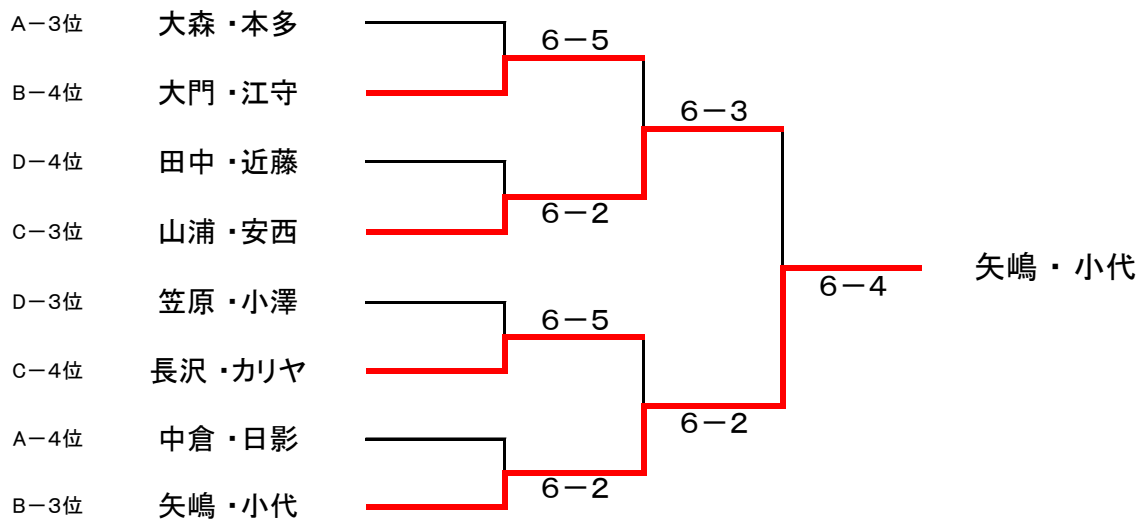 A－3位 大森・本多
6－5
B－4位 大門・江守
6－3
D－4位 田中・近藤
6－2
C－3位 山浦・安西
6－4 矢嶋・小代
D－3位 笠原・小澤
6－5
C－4位 長沢・カリヤ
6－2
A－4位 中倉・日影
6－2
B－3位 矢嶋・小代